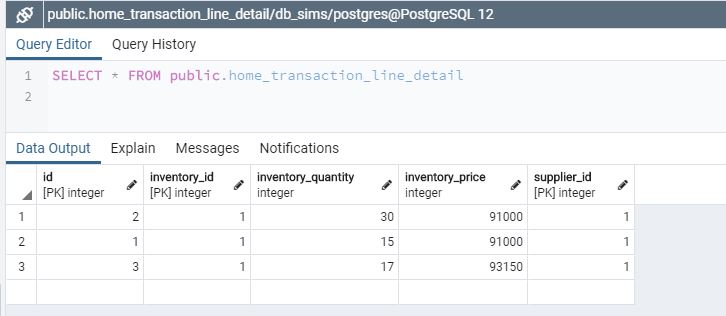 public.home_transaction_line_detail/db_sims/postgres@PostgreSQL 12
Query Editor Query History
1 SELECT * FROM public.home_transaction_line_detail
2
Data Output Explain Messages Notifications
id inventory_id inventory_quantity inventory_price supplier_id
[PK] integer [PK] integer integer integer [PK] integer
1 2 1 30 91000 1
2 1 1 15 91000 1
3 3 1 17 93150 1